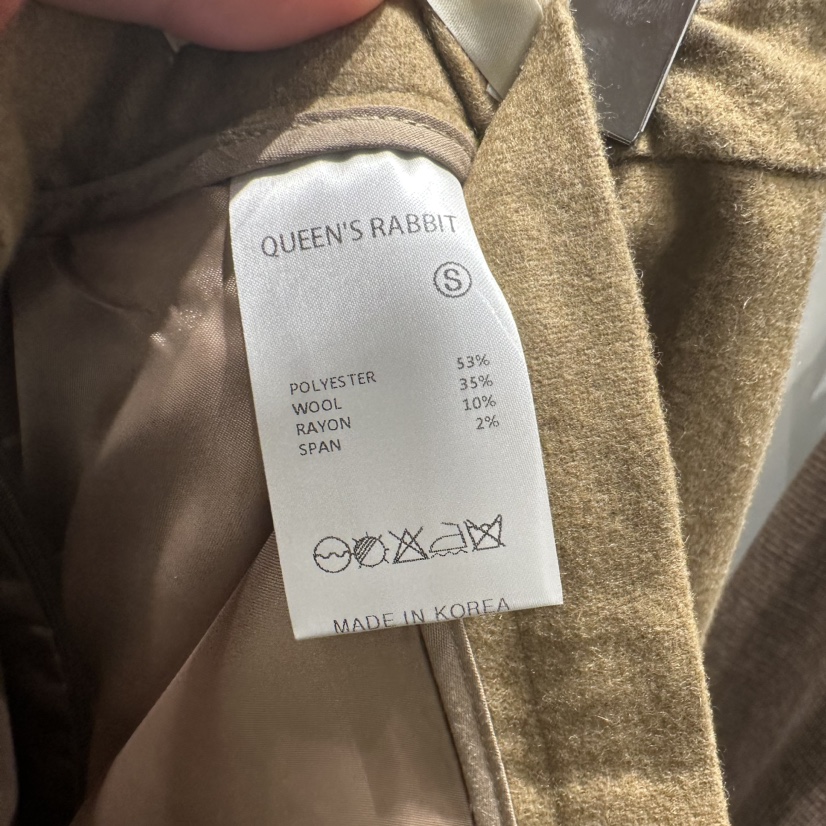 QUEEN'S RABBIT
S
POLYESTER 53%
WOOL 35%
RAYON 10%
SPAN 2%
MADE IN KOREA